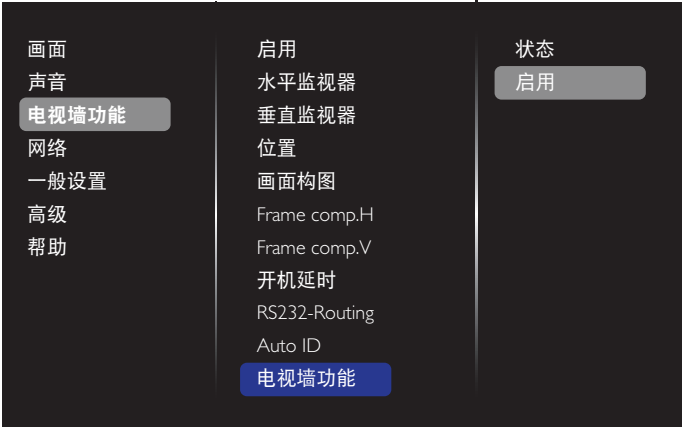 画面
声音
电视墙功能
网络
一般设置
高级
帮助
启用
水平监视器
垂直监视器
位置
画面构图
Frame comp.H
Frame comp.V
开机延时
RS232-Routing
Auto ID
电视墙功能
状态
启用